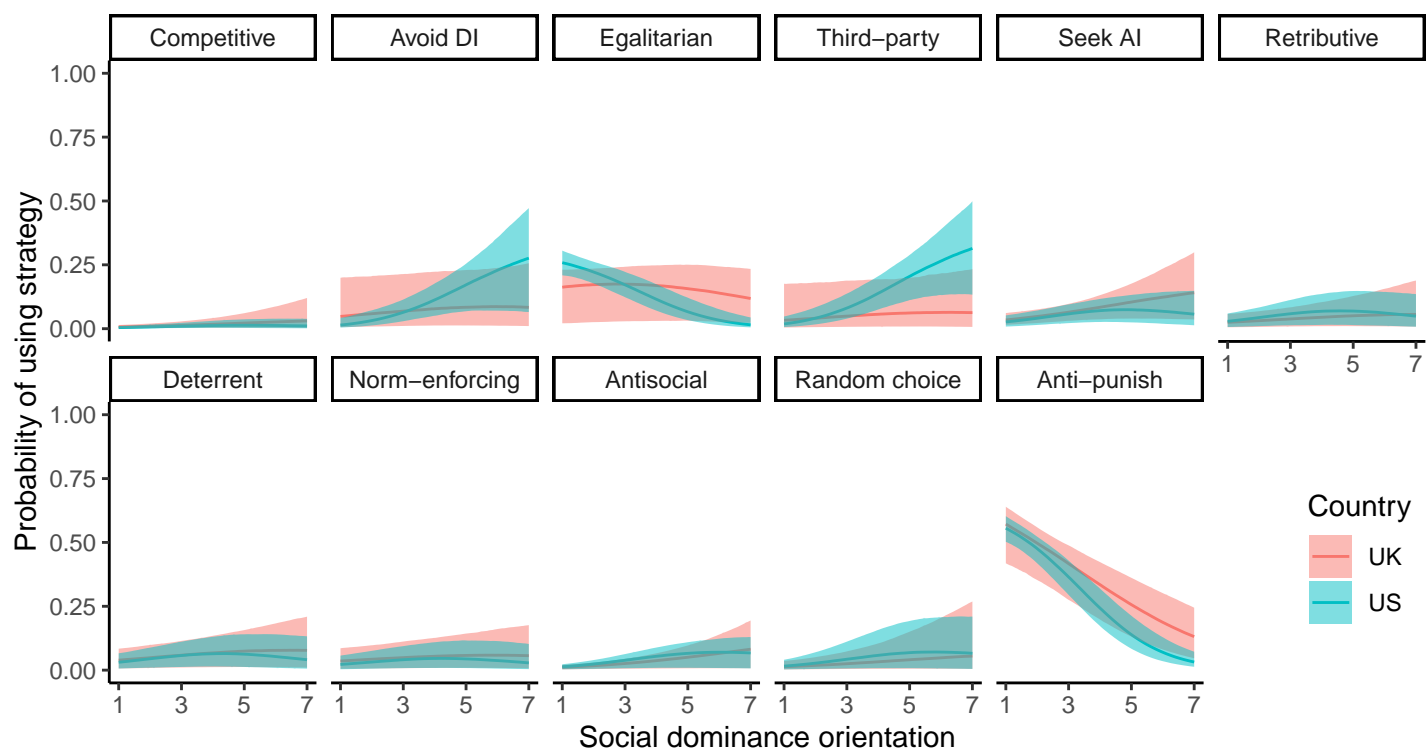 Competitive Avoid DI Egalitarian Third−party Seek AI Retributive
1.00
0.75
0.50
0.25
0.00
1 3 5 7
Deterrent Norm−enforcing Antisocial Random choice Anti−punish
1.00
0.75
0.50
0.25
0.00
1 3 5 7 1 3 5 7 1 3 5 7 1 3 5 7 1 3 5 7
Social dominance orientation
Probability of using strategy
Country
UK
US